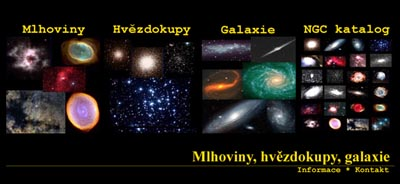 Mlhoviny Hvězdokupy Galaxie NGC katalog
Mlhoviny, hvězdokupy, galaxie
Informace * Kontakt